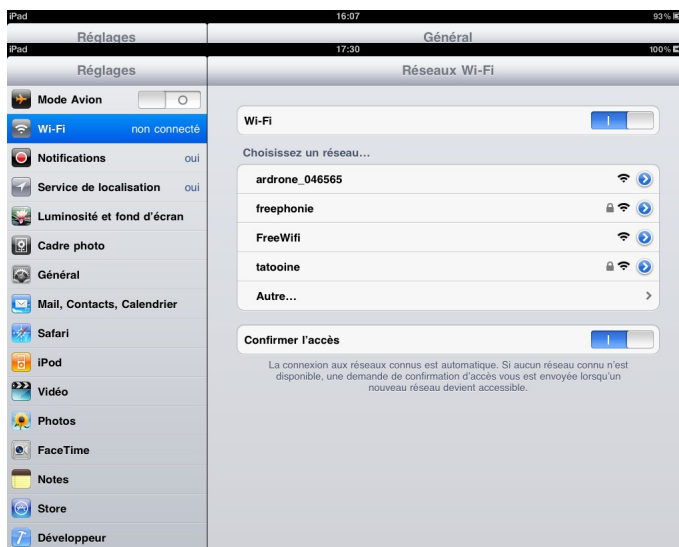 iPad 16:07 93 %
Réglages Général
iPad 17:30 100 %
Réglages Réseaux Wi-Fi
Mode Avion
Wi-Fi non connecté
Notifications oui
Service de localisation oui
Luminosité et fond d'écran
Cadre photo
Général
Mail, Contacts, Calendrier
Safari
iPod
Vidéo
Photos
FaceTime
Notes
Store
Développeur
Wi-Fi
Choisissez un réseau…
ardrone_046565
freephonie
FreeWifi
tatooine
Autre…
Confirmer l'accès
La connexion aux réseaux connus est automatique. Si aucun réseau connu n'est
disponible, une demande de confirmation d'accès vous est envoyée lorsqu'un
nouveau réseau devient accessible.